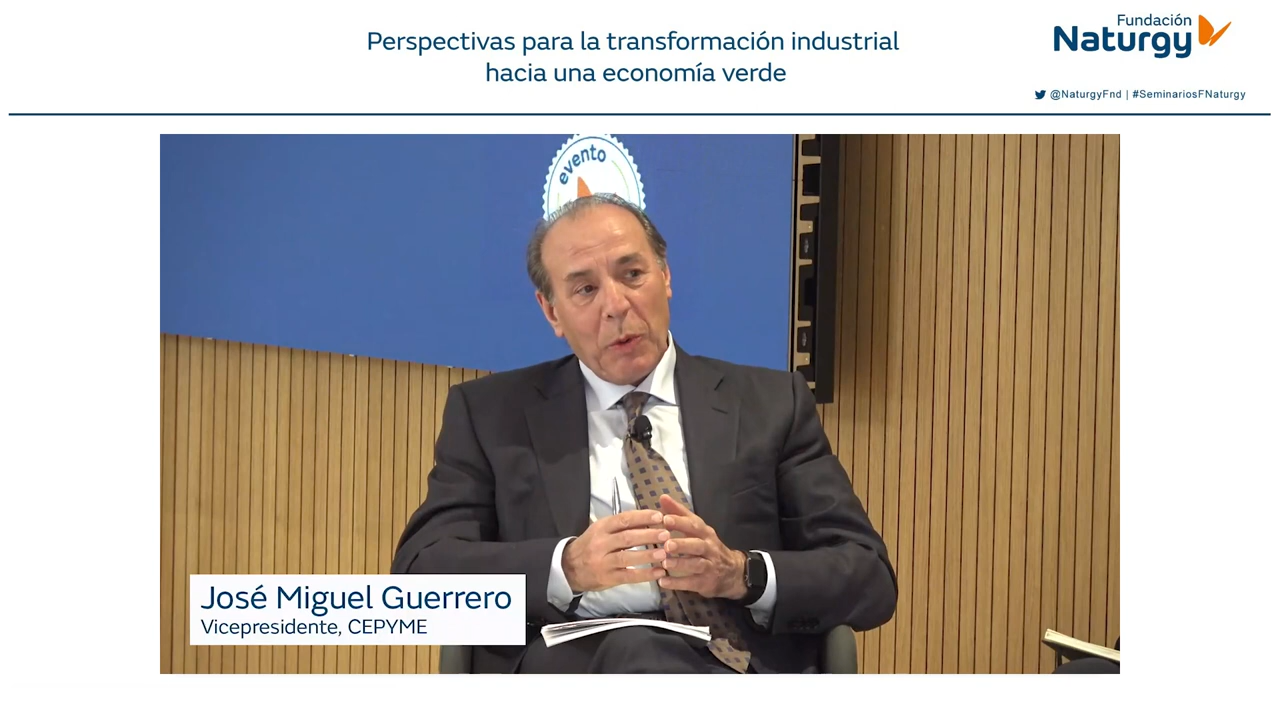 Perspectivas para la transformación industrial
hacia una economía verde
Fundación
Naturgy
@NaturgyFnd | #SeminariosFNaturgy
evento
José Miguel Guerrero
Vicepresidente, CEPYME